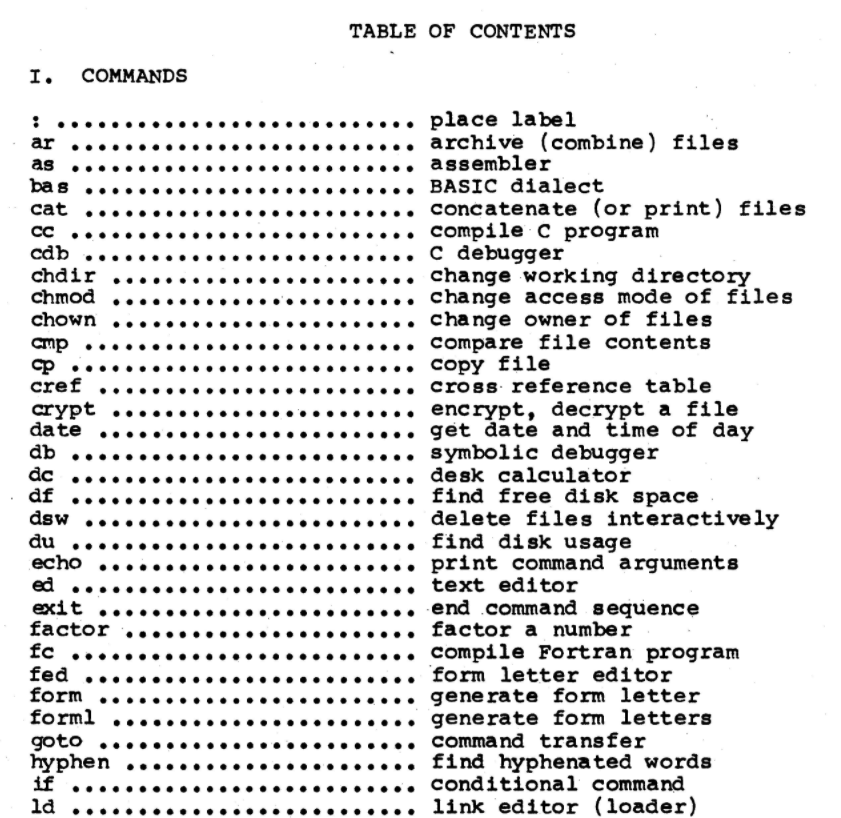 TABLE OF CONTENTS
I. COMMANDS
: ........................... place label
ar .......................... archive (combine) files
as .......................... assembler
bas ......................... BASIC dialect
cat ......................... concatenate (or print) files
cc .......................... compile C program
cdb ......................... C debugger
chdir ....................... change working directory
chmod ....................... change access mode of files
chown ....................... change owner of files
cmp ......................... compare file contents
cp .......................... copy file
cref ........................ cross reference table
crypt ....................... encrypt, decrypt a file
date ........................ get date and time of day
db .......................... symbolic debugger
dc .......................... desk calculator
df .......................... find free disk space
dsw ......................... delete files interactively
du .......................... find disk usage
echo ........................ print command arguments
ed .......................... text editor
exit ........................ end command sequence
factor ...................... factor a number
fc .......................... compile Fortran program
fed ......................... form letter editor
form ........................ generate form letter
forml ....................... generate form letters
goto ........................ command transfer
hyphen ...................... find hyphenated words
if .......................... conditional command
ld .......................... link editor (loader)